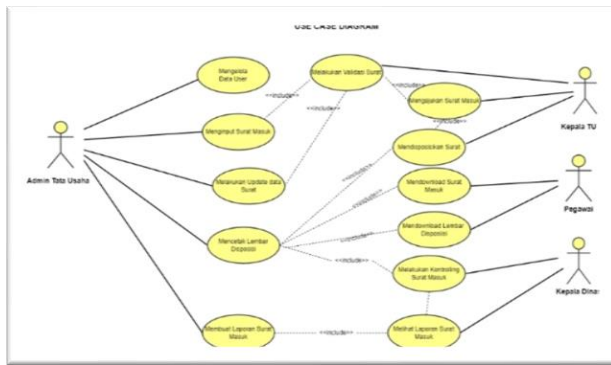 USE CASE DIAGRAM
Mengelola
Data User
Melakukan Validasi Surat
<<include>>
<<include>>
Mengajukan Surat Masuk
Kepala TU
Menginput Surat Masuk
<<include>>
<<include>>
Mendisposisikan Surat
Admin Tata Usaha
Melakukan Update data
Surat
<<include>>
Mendownload Surat
Masuk
<<include>>
Pegawai
Mencetak Lembar
Disposisi
Mendownload Lembar
Disposisi
<<include>>
<<include>>
Melakukan Kontroling
Surat Masuk
Kepala Dinas
Membuat Laporan Surat
Masuk
<<include>>
Melihat Laporan Surat
Masuk